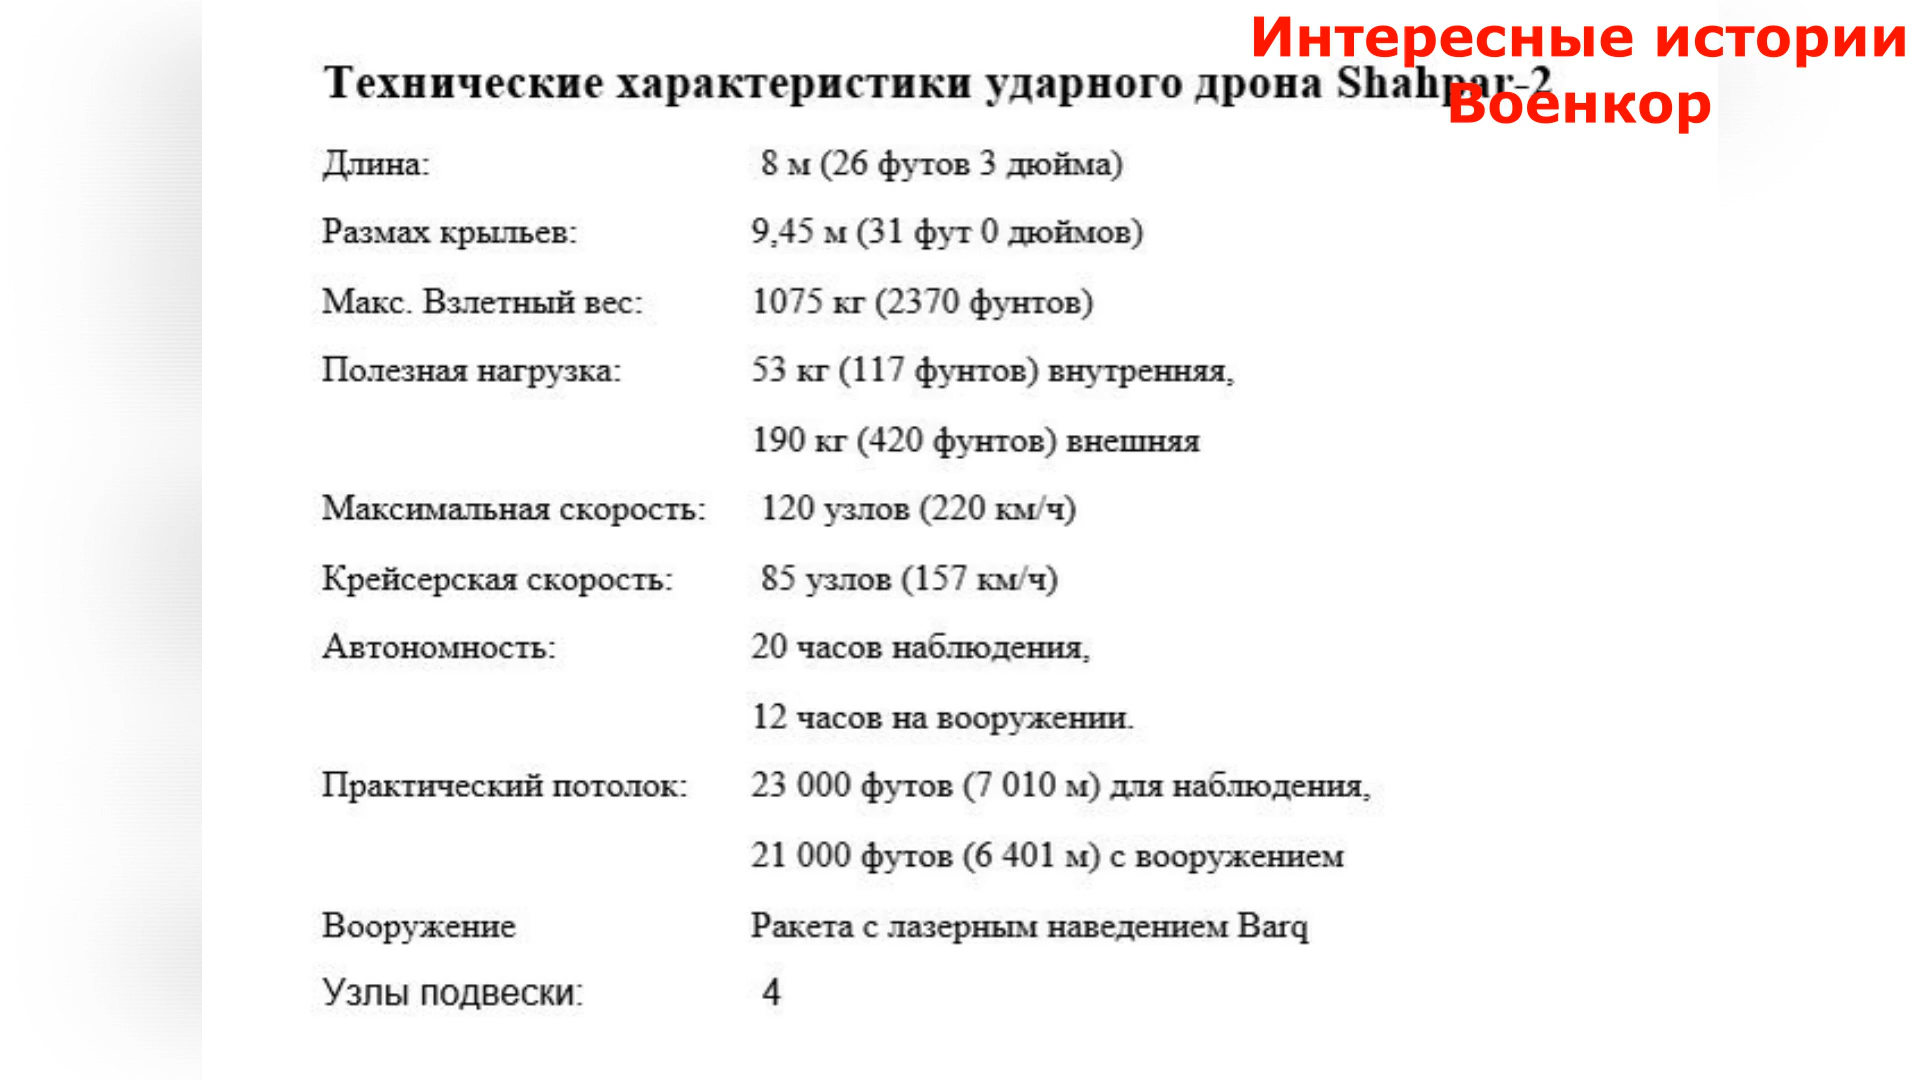 Интересные истории
Военкор
Технические характеристики ударного дрона Shahpar-2
Длина: 8 м (26 футов 3 дюйма)
Размах крыльев: 9,45 м (31 фут 0 дюймов)
Макс. Взлетный вес: 1075 кг (2370 фунтов)
Полезная нагрузка: 53 кг (117 фунтов) внутренняя,
190 кг (420 фунтов) внешняя
Максимальная скорость: 120 узлов (220 км/ч)
Крейсерская скорость: 85 узлов (157 км/ч)
Автономность: 20 часов наблюдения,
12 часов на вооружении.
Практический потолок: 23 000 футов (7 010 м) для наблюдения,
21 000 футов (6 401 м) с вооружением
Вооружение Ракета с лазерным наведением Barq
Узлы подвески: 4